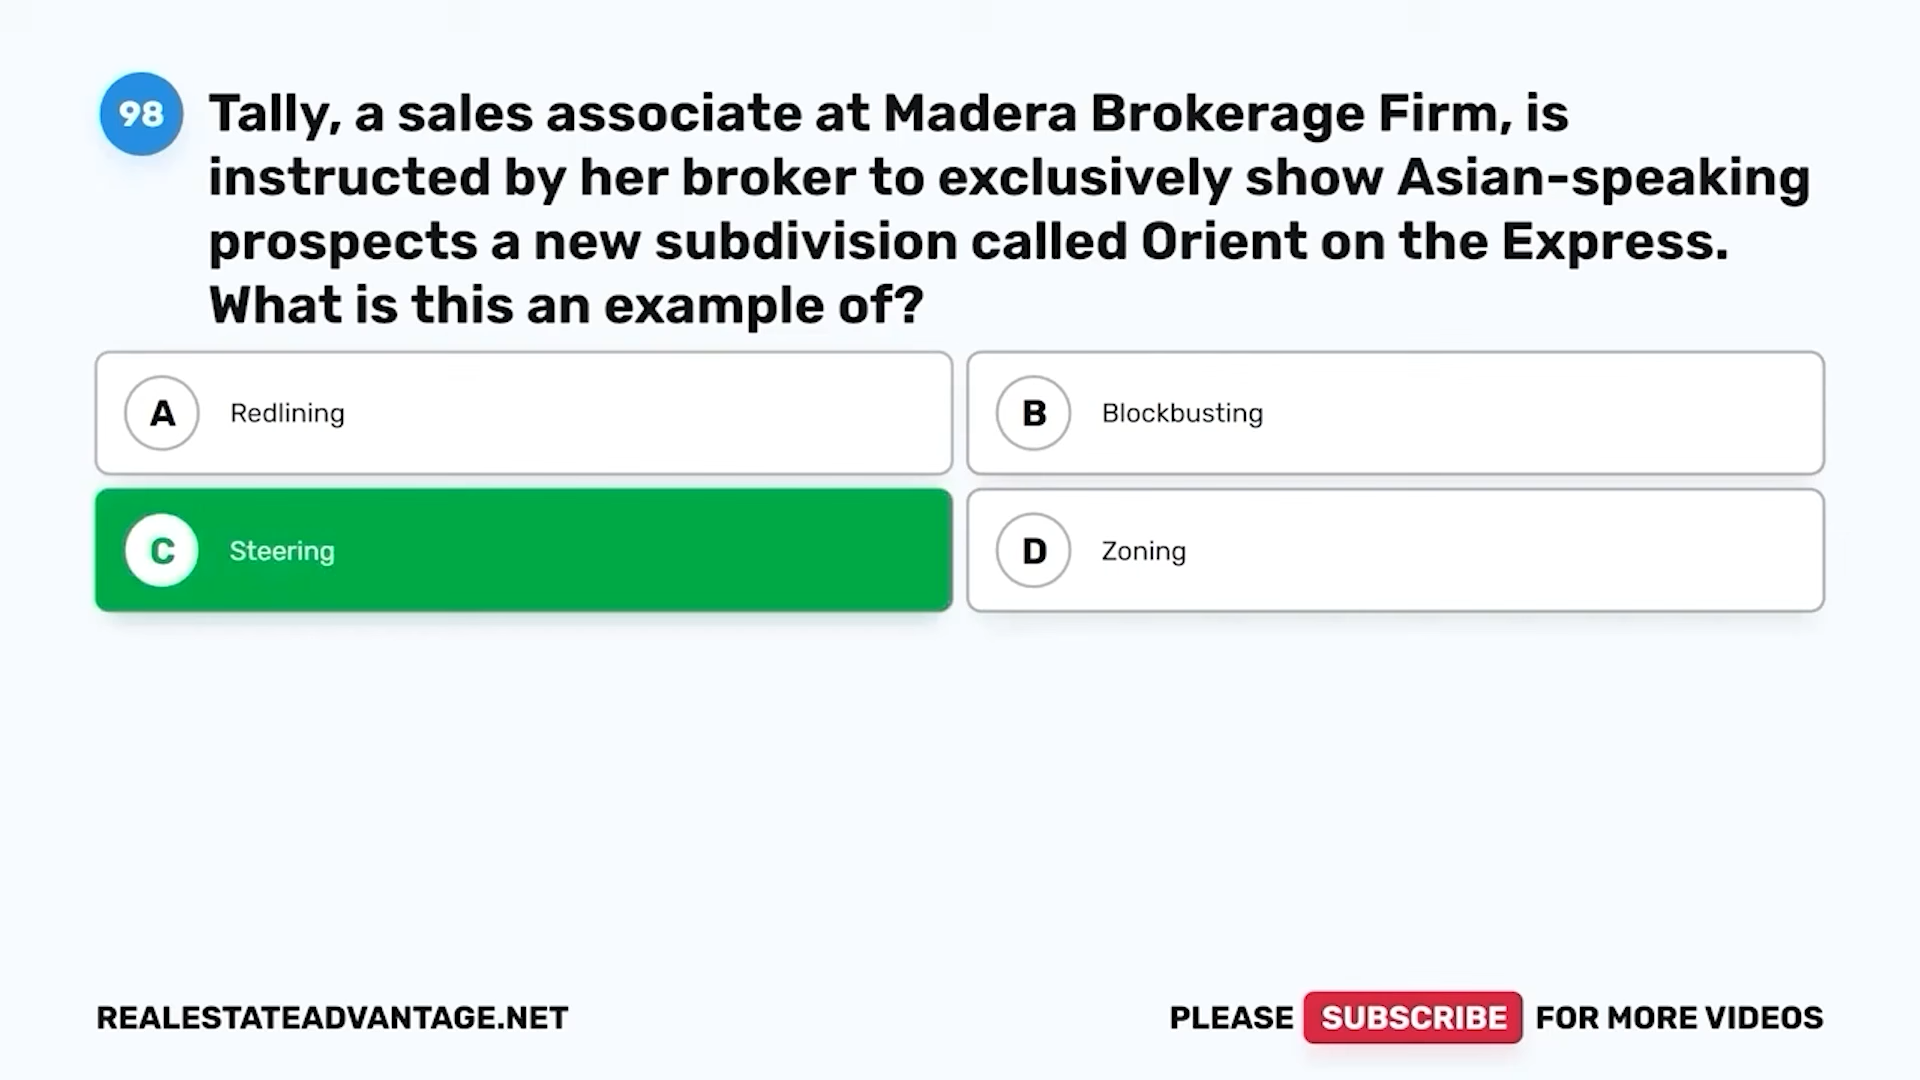 98
Tally, a sales associate at Madera Brokerage Firm, is
instructed by her broker to exclusively show Asian-speaking
prospects a new subdivision called Orient on the Express.
What is this an example of?
A Redlining
B Blockbusting
C Steering
D Zoning
REALESTATEADVANTAGE.NET
PLEASE SUBSCRIBE FOR MORE VIDEOS